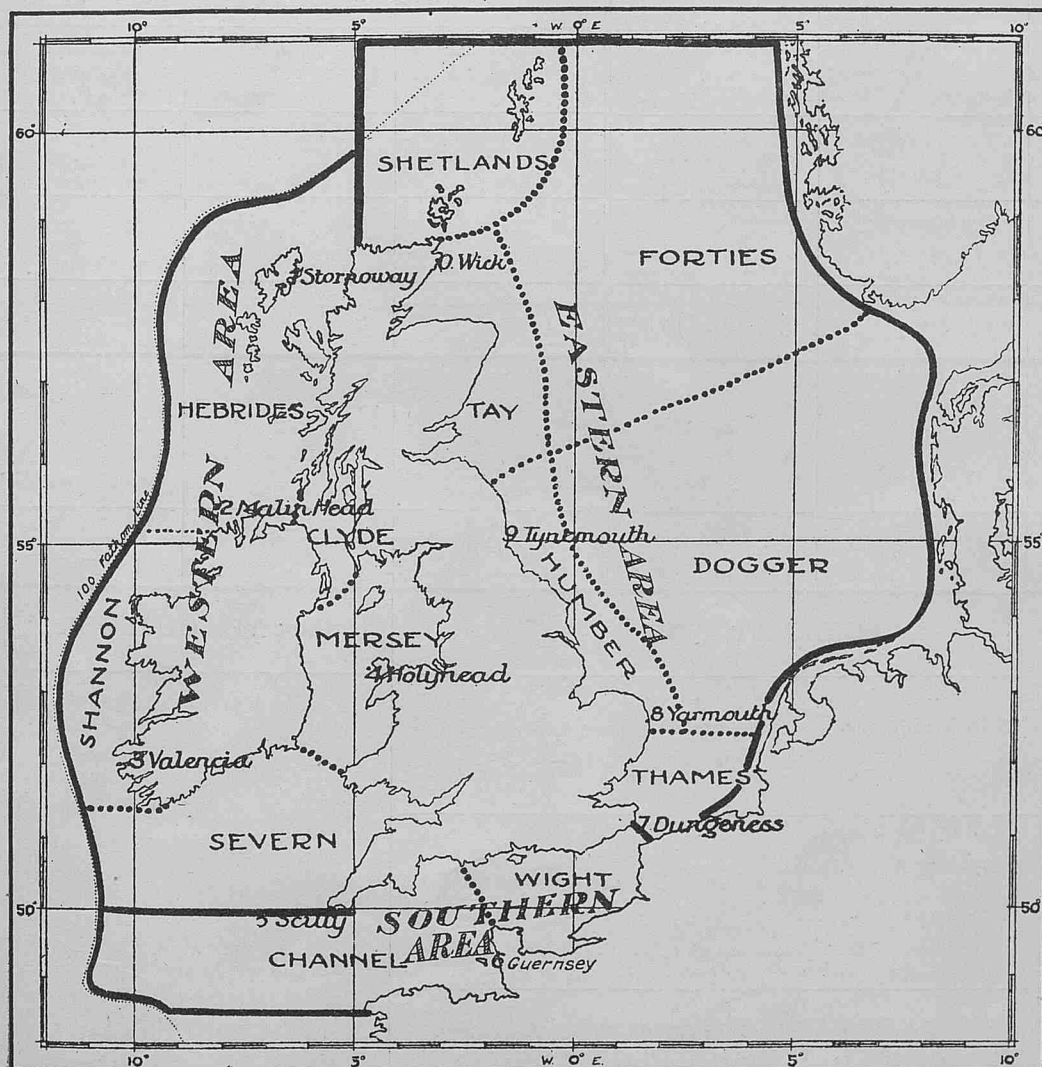 10° 5° W. 0° E. 5° 10°
60° 60°
SHETLANDS
FORTIES
0. Wick
Stornoway
WESTERN AREA
EASTERN AREA
HEBRIDES
TAY
2 Malin Head
CLYDE
100 Fathom Line
9 Tynemouth
55° 55°
DOGGER
HUMBER
SHANNON
MERSEY
4 Holyhead
8 Yarmouth
3 Valencia
THAMES
7 Dungeness
SEVERN
WIGHT
50° 50°
5 Scilly
SOUTHERN AREA
CHANNEL
6 Guernsey
10° 5° W. 0° E. 5° 10°